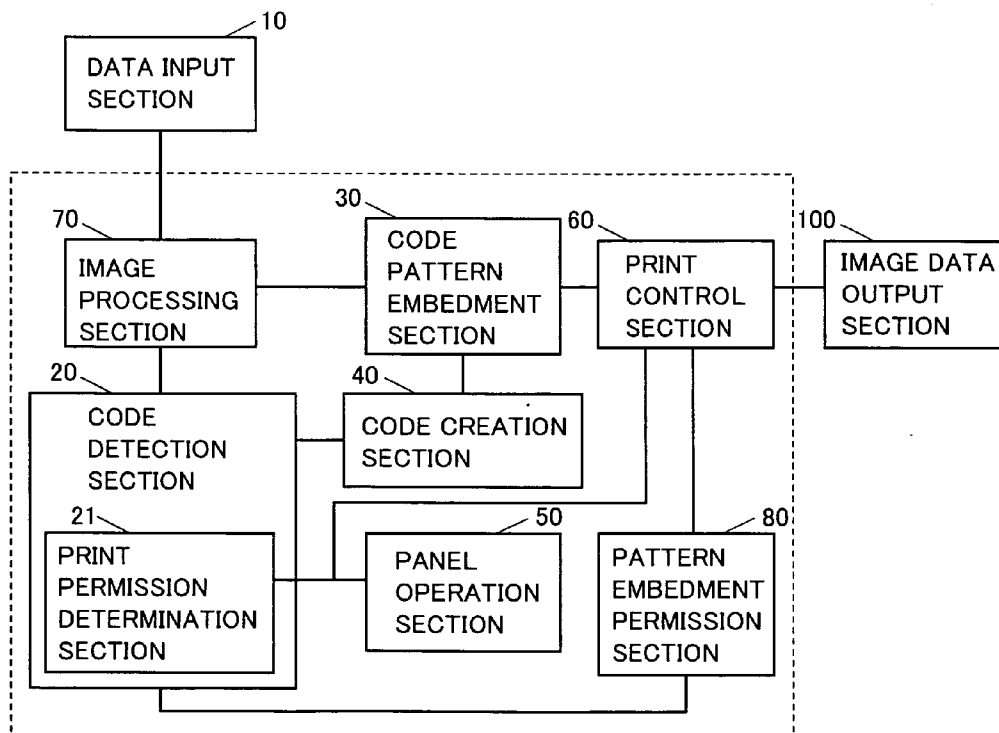 10
DATA INPUT
SECTION
70
IMAGE
PROCESSING
SECTION
30
CODE
PATTERN
EMBEDMENT
SECTION
60
PRINT
CONTROL
SECTION
100
IMAGE DATA
OUTPUT
SECTION
20
CODE
DETECTION
SECTION
40
CODE CREATION
SECTION
21
PRINT
PERMISSION
DETERMINATION
SECTION
50
PANEL
OPERATION
SECTION
80
PATTERN
EMBEDMENT
PERMISSION
SECTION